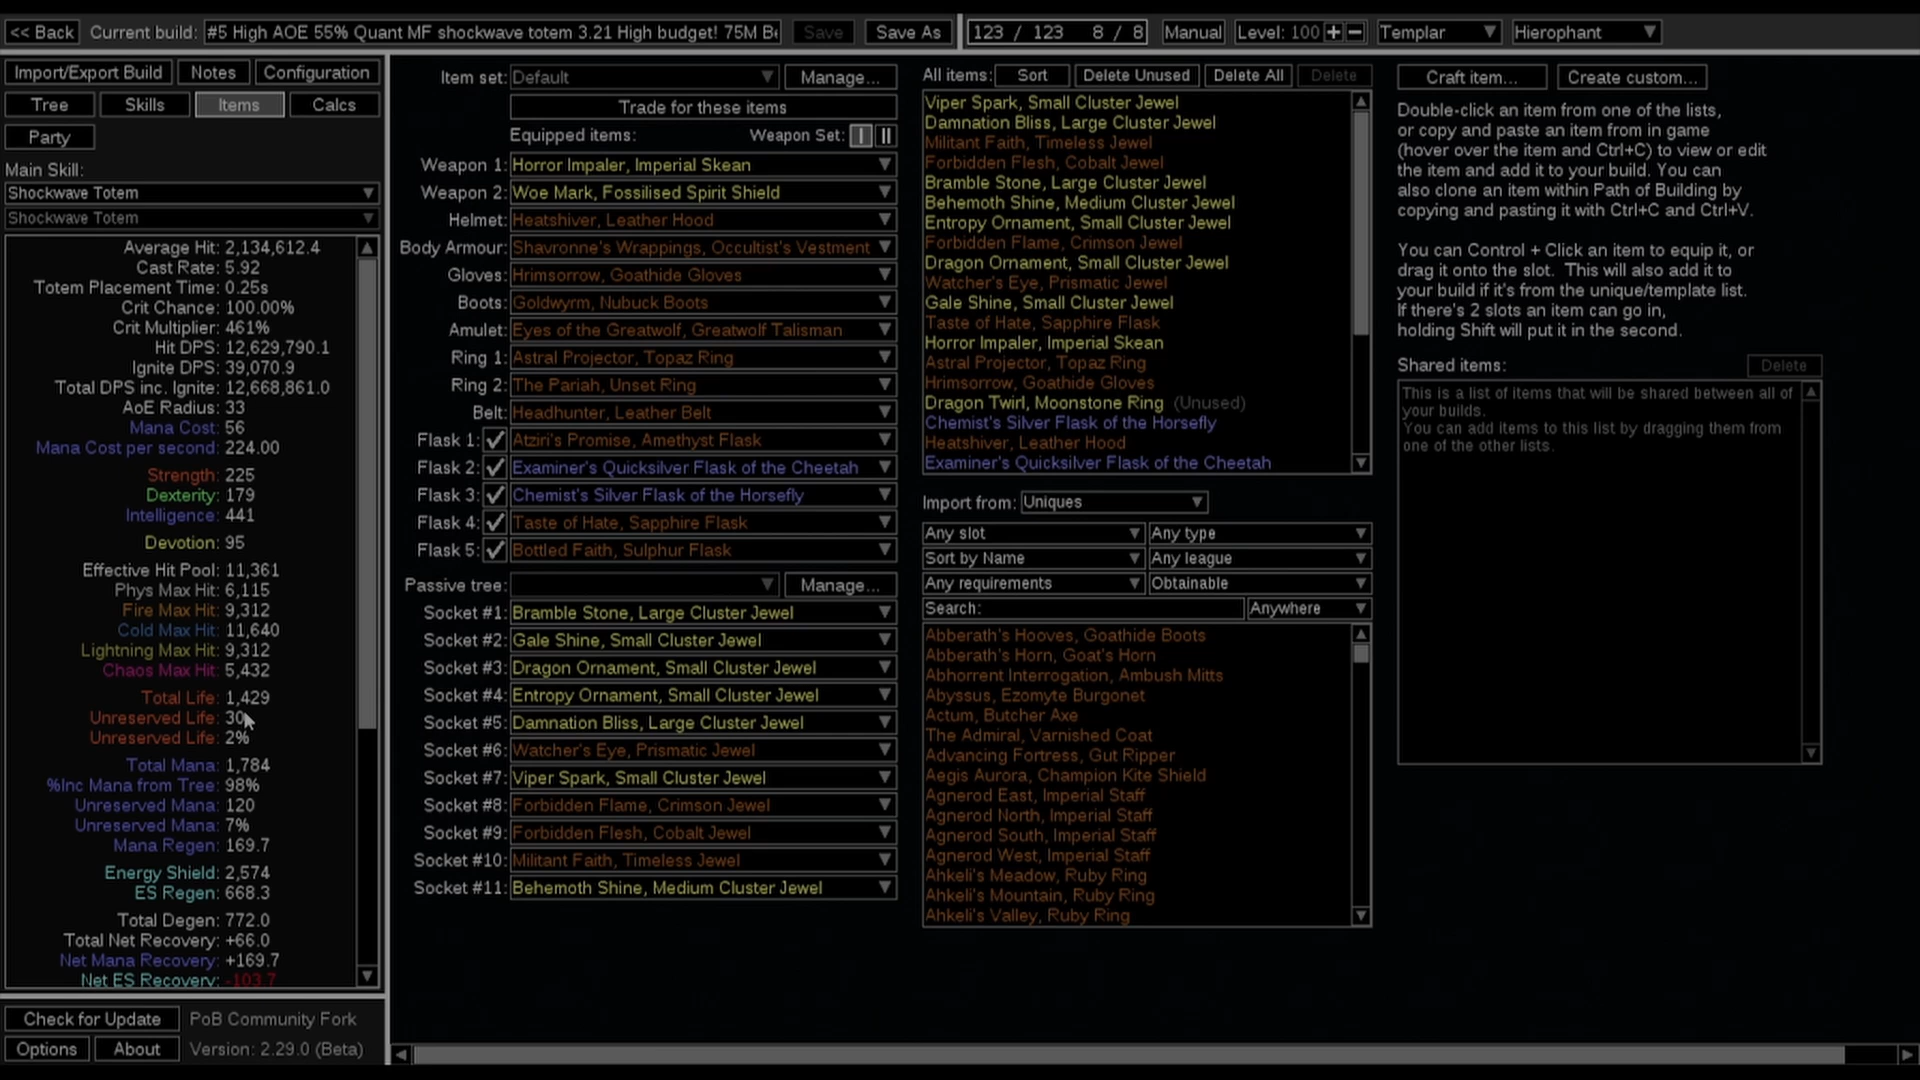 << Back Current build: #5 High AOE 55% Quant MF shockwave totem 3.21 High budget! 75M Be Save Save As 123 / 123 8 / 8 Manual Level: 100 + − Templar Hierophant
Import/Export Build Notes Configuration
Tree Skills Items Calcs
Party
Main Skill:
Shockwave Totem
Shockwave Totem
Average Hit: 2,134,612.4
Cast Rate: 5.92
Totem Placement Time: 0.25s
Crit Chance: 100.00%
Crit Multiplier: 461%
Hit DPS: 12,629,790.1
Ignite DPS: 39,070.9
Total DPS inc. Ignite: 12,668,861.0
AoE Radius: 33
Mana Cost: 56
Mana Cost per second: 224.00
Strength: 225
Dexterity: 179
Intelligence: 441
Devotion: 95
Effective Hit Pool: 11,361
Phys Max Hit: 6,115
Fire Max Hit: 9,312
Cold Max Hit: 11,640
Lightning Max Hit: 9,312
Chaos Max Hit: 5,432
Total Life: 1,429
Unreserved Life: 30
Unreserved Life: 2%
Total Mana: 1,784
%Inc Mana from Tree: 98%
Unreserved Mana: 120
Unreserved Mana: 7%
Mana Regen: 169.7
Energy Shield: 2,574
ES Regen: 668.3
Total Degen: 772.0
Total Net Recovery: +66.0
Net Mana Recovery: +169.7
Net ES Recovery: -103.7
Check for Update PoB Community Fork
Options About Version: 2.29.0 (Beta)
Item set: Default Manage...
Trade for these items
Equipped items: Weapon Set: I II
Weapon 1: Horror Impaler, Imperial Skean
Weapon 2: Woe Mark, Fossilised Spirit Shield
Helmet: Heatshiver, Leather Hood
Body Armour: Shavronne's Wrappings, Occultist's Vestment
Gloves: Hrimsorrow, Goathide Gloves
Boots: Goldwyrm, Nubuck Boots
Amulet: Eyes of the Greatwolf, Greatwolf Talisman
Ring 1: Astral Projector, Topaz Ring
Ring 2: The Pariah, Unset Ring
Belt: Headhunter, Leather Belt
Flask 1: Atziri's Promise, Amethyst Flask
Flask 2: Examiner's Quicksilver Flask of the Cheetah
Flask 3: Chemist's Silver Flask of the Horsefly
Flask 4: Taste of Hate, Sapphire Flask
Flask 5: Bottled Faith, Sulphur Flask
Passive tree: Manage...
Socket #1: Bramble Stone, Large Cluster Jewel
Socket #2: Gale Shine, Small Cluster Jewel
Socket #3: Dragon Ornament, Small Cluster Jewel
Socket #4: Entropy Ornament, Small Cluster Jewel
Socket #5: Damnation Bliss, Large Cluster Jewel
Socket #6: Watcher's Eye, Prismatic Jewel
Socket #7: Viper Spark, Small Cluster Jewel
Socket #8: Forbidden Flame, Crimson Jewel
Socket #9: Forbidden Flesh, Cobalt Jewel
Socket #10: Militant Faith, Timeless Jewel
Socket #11: Behemoth Shine, Medium Cluster Jewel
All items: Sort Delete Unused Delete All Delete
Viper Spark, Small Cluster Jewel
Damnation Bliss, Large Cluster Jewel
Militant Faith, Timeless Jewel
Forbidden Flesh, Cobalt Jewel
Bramble Stone, Large Cluster Jewel
Behemoth Shine, Medium Cluster Jewel
Entropy Ornament, Small Cluster Jewel
Forbidden Flame, Crimson Jewel
Dragon Ornament, Small Cluster Jewel
Watcher's Eye, Prismatic Jewel
Gale Shine, Small Cluster Jewel
Taste of Hate, Sapphire Flask
Horror Impaler, Imperial Skean
Astral Projector, Topaz Ring
Hrimsorrow, Goathide Gloves
Dragon Twirl, Moonstone Ring (Unused)
Chemist's Silver Flask of the Horsefly
Heatshiver, Leather Hood
Examiner's Quicksilver Flask of the Cheetah
Import from: Uniques
Any slot Any type
Sort by Name Any league
Any requirements Obtainable
Search: Anywhere
Abberath's Hooves, Goathide Boots
Abberath's Horn, Goat's Horn
Abhorrent Interrogation, Ambush Mitts
Abyssus, Ezomyte Burgonet
Actum, Butcher Axe
The Admiral, Varnished Coat
Advancing Fortress, Gut Ripper
Aegis Aurora, Champion Kite Shield
Agnerod East, Imperial Staff
Agnerod North, Imperial Staff
Agnerod South, Imperial Staff
Agnerod West, Imperial Staff
Ahkeli's Meadow, Ruby Ring
Ahkeli's Mountain, Ruby Ring
Ahkeli's Valley, Ruby Ring
Craft item... Create custom...
Double-click an item from one of the lists,
or copy and paste an item from in game
(hover over the item and Ctrl+C) to view or edit
the item and add it to your build. You can
also clone an item within Path of Building by
copying and pasting it with Ctrl+C and Ctrl+V.
You can Control + Click an item to equip it, or
drag it onto the slot. This will also add it to
your build if it's from the unique/template list.
If there's 2 slots an item can go in,
holding Shift will put it in the second.
Shared items: Delete
This is a list of items that will be shared between all of
your builds.
You can add items to this list by dragging them from
one of the other lists.